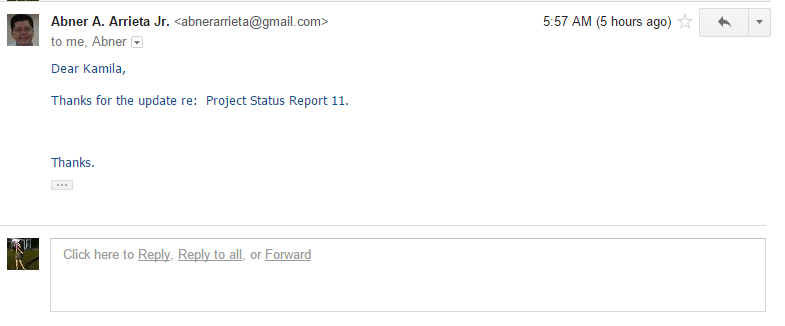 Abner A. Arrieta Jr. <abnerarrieta@gmail.com> 5:57 AM (5 hours ago)
to me, Abner
Dear Kamila,
Thanks for the update re:  Project Status Report 11.
Thanks.
Click here to Reply, Reply to all, or Forward